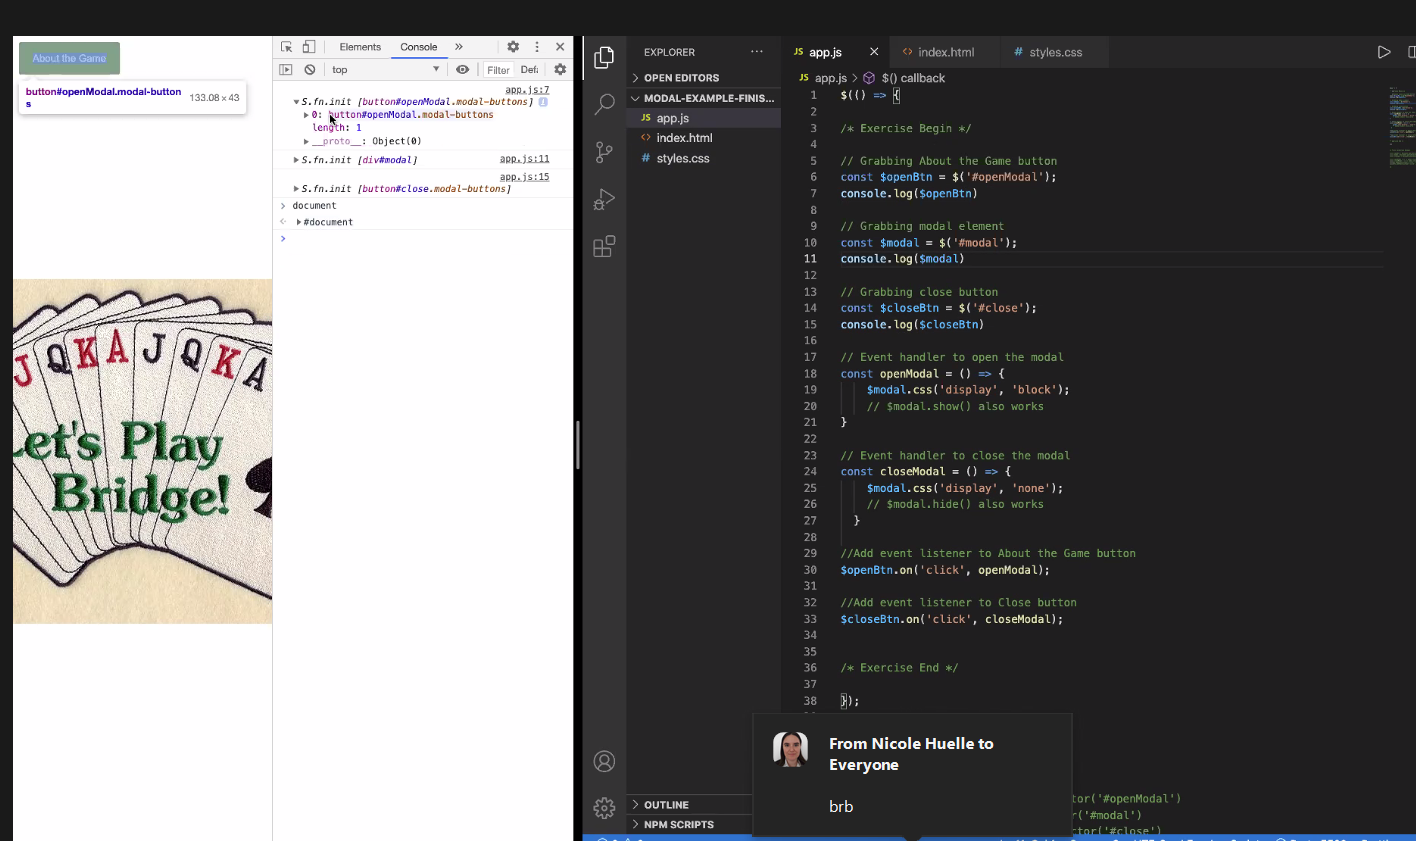 About the Game
button#openModal.modal-button
s
133.08 × 43
Elements
Console
top
Filter
Defa
app.js:7
S.fn.init [button#openModal.modal-buttons]
0: button#openModal.modal-buttons
length: 1
__proto__: Object(0)
S.fn.init [div#modal]
app.js:11
app.js:15
S.fn.init [button#close.modal-buttons]
document
#document
J Q K A J Q K A
Let's Play
Bridge!
EXPLORER
OPEN EDITORS
MODAL-EXAMPLE-FINIS...
JS app.js
<> index.html
# styles.css
OUTLINE
NPM SCRIPTS
JS app.js
<> index.html
# styles.css
JS app.js > $() callback
1 $(() => {
2
3 /* Exercise Begin */
4
5 // Grabbing About the Game button
6 const $openBtn = $('#openModal');
7 console.log($openBtn)
8
9 // Grabbing modal element
10 const $modal = $('#modal');
11 console.log($modal)
12
13 // Grabbing close button
14 const $closeBtn = $('#close');
15 console.log($closeBtn)
16
17 // Event handler to open the modal
18 const openModal = () => {
19 $modal.css('display', 'block');
20 // $modal.show() also works
21 }
22
23 // Event handler to close the modal
24 const closeModal = () => {
25 $modal.css('display', 'none');
26 // $modal.hide() also works
27 }
28
29 //Add event listener to About the Game button
30 $openBtn.on('click', openModal);
31
32 //Add event listener to Close button
33 $closeBtn.on('click', closeModal);
34
35
36 /* Exercise End */
37
38 });
tor('#openModal')
r('#modal')
ctor('#close')
From Nicole Huelle to
Everyone
brb